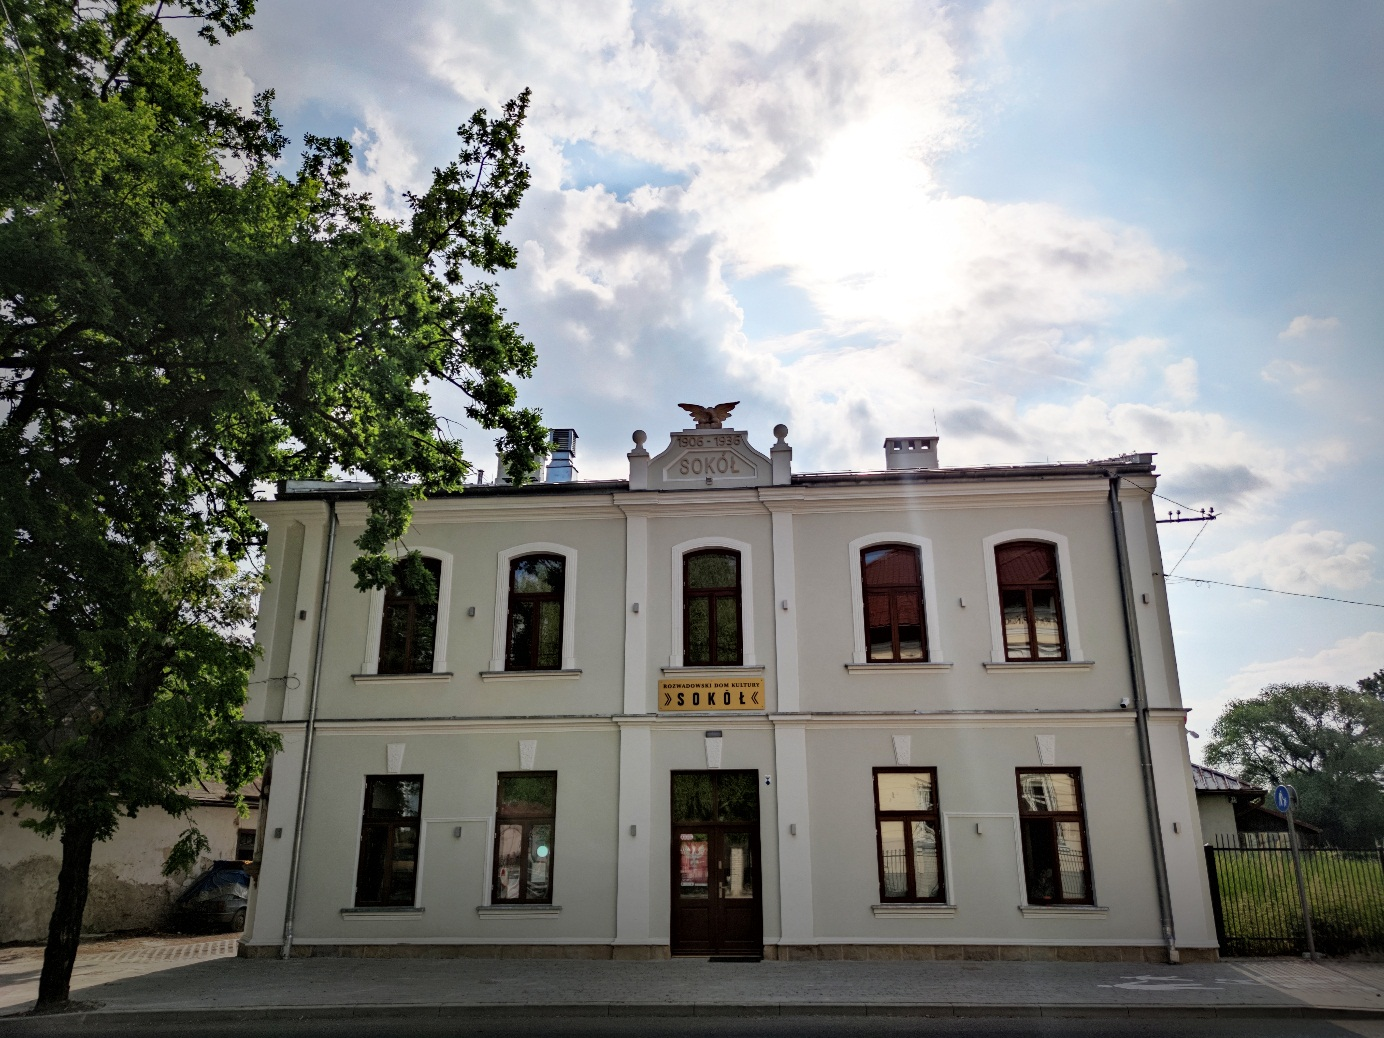 1906-1936
SOKÓŁ
ROZWADOWSKI DOM KULTURY
SOKÓŁ